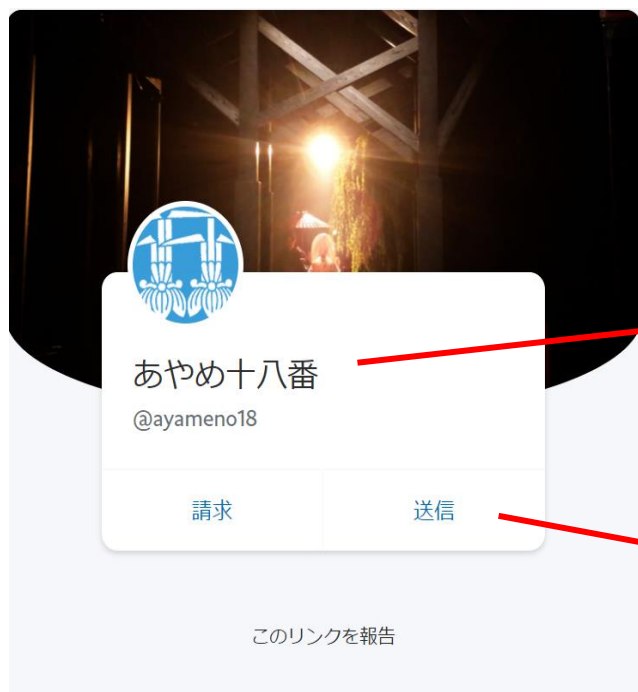 あやめ十八番
@ayameno18
請求
送信
このリンクを報告